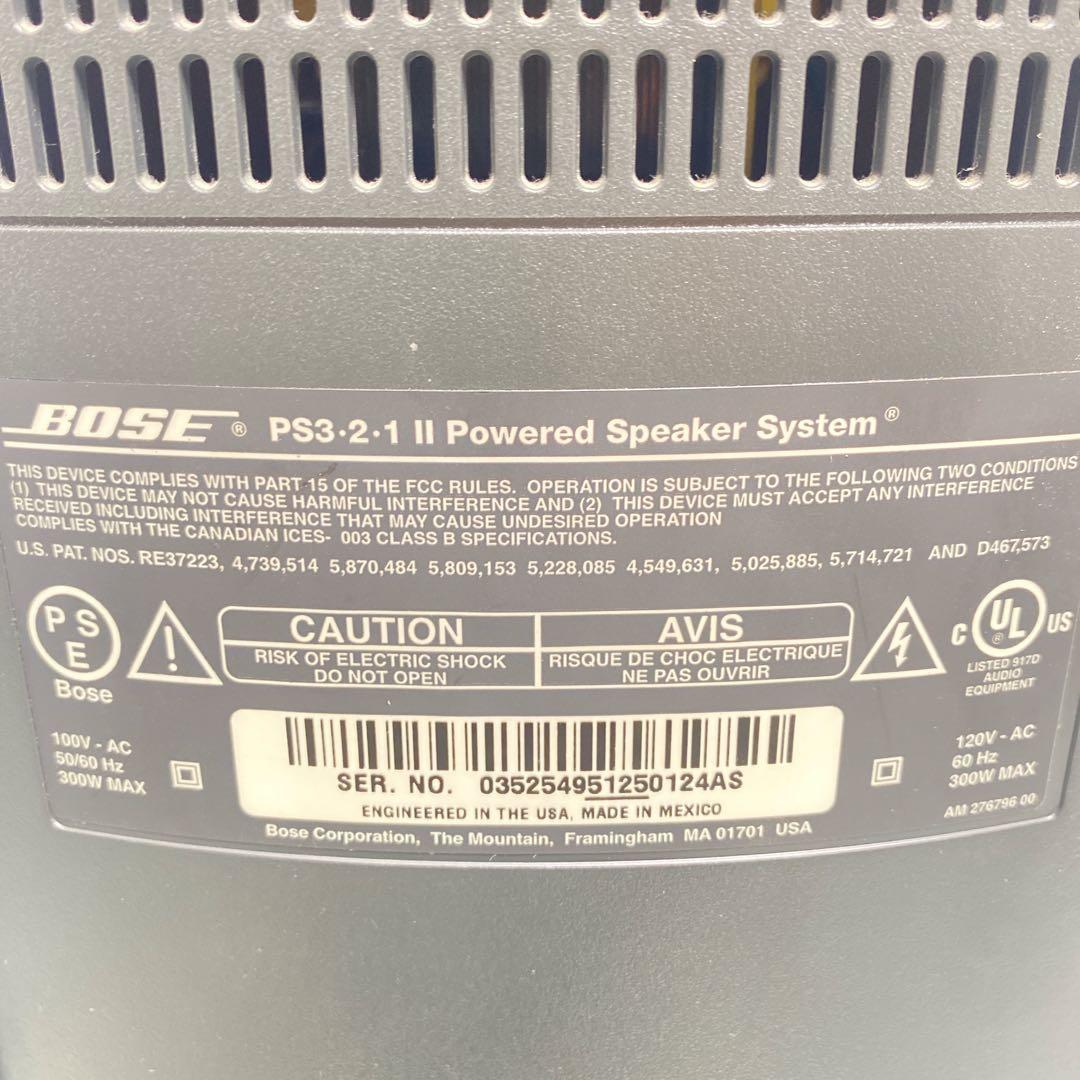 BOSE ® PS3·2·1 II Powered Speaker System ®
THIS DEVICE COMPLIES WITH PART 15 OF THE FCC RULES. OPERATION IS SUBJECT TO THE FOLLOWING TWO CONDITIONS
(1) THIS DEVICE MAY NOT CAUSE HARMFUL INTERFERENCE AND (2) THIS DEVICE MUST ACCEPT ANY INTERFERENCE
RECEIVED INCLUDING INTERFERENCE THAT MAY CAUSE UNDESIRED OPERATION
COMPLIES WITH THE CANADIAN ICES- 003 CLASS B SPECIFICATIONS.
U.S. PAT. NOS. RE37223, 4,739,514 5,870,484 5,809,153 5,228,085 4,549,631, 5,025,885, 5,714,721 AND D467,573
P S
E
Bose
CAUTION
RISK OF ELECTRIC SHOCK
DO NOT OPEN
AVIS
RISQUE DE CHOC ELECTRIQUE
NE PAS OUVRIR
C UL ® US
LISTED 917D
AUDIO
EQUIPMENT
100V - AC
50/60 Hz
300W MAX
SER. NO. 035254951250124AS
ENGINEERED IN THE USA, MADE IN MEXICO
120V - AC
60 Hz
300W MAX
AM 276796 00
Bose Corporation, The Mountain, Framingham MA 01701 USA